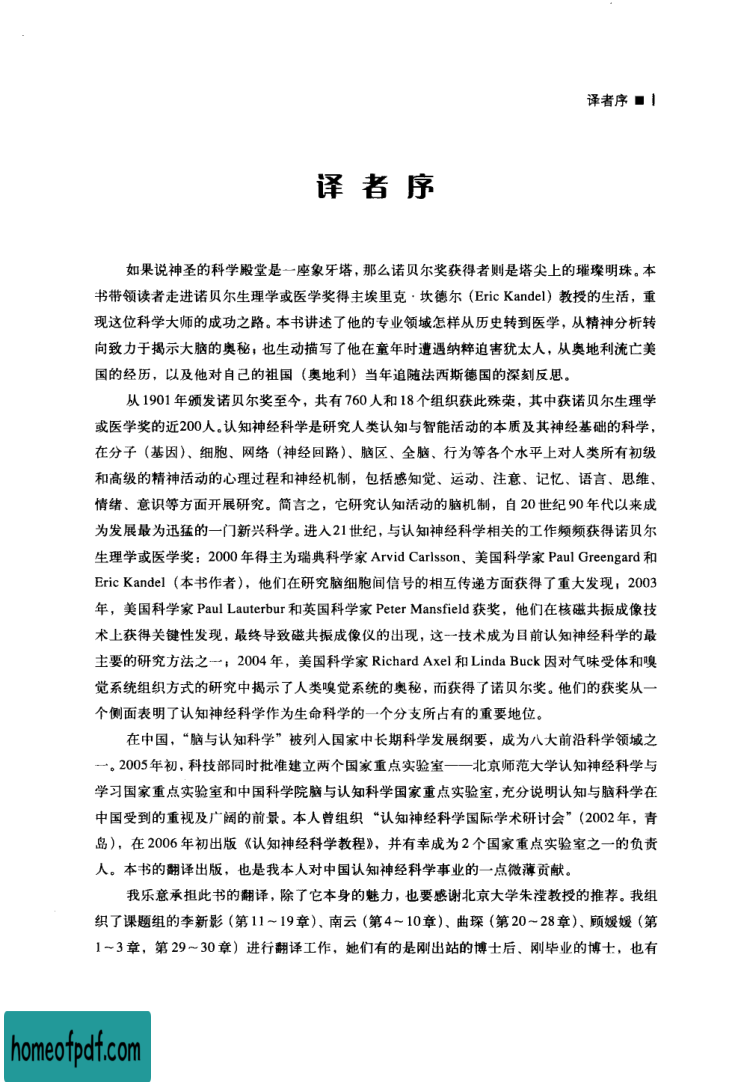 译者序 ■ I
译者序
如果说神圣的科学殿堂是一座象牙塔，那么诺贝尔奖获得者则是塔尖上的璀璨明珠。本
书带领读者走进诺贝尔生理学或医学奖得主埃里克·坎德尔（Eric Kandel）教授的生活，重
现这位科学大师的成功之路。本书讲述了他的专业领域怎样从历史转到医学，从精神分析转
向致力于揭示大脑的奥秘；也生动描写了他在童年时遭遇纳粹迫害犹太人，从奥地利流亡美
国的经历，以及他对自己的祖国（奥地利）当年追随法西斯德国的深刻反思。
从1901年颁发诺贝尔奖至今，共有760人和18个组织获此殊荣，其中获诺贝尔生理学
或医学奖的近200人。认知神经科学是研究人类认知与智能活动的本质及其神经基础的科学，
在分子（基因）、细胞、网络（神经回路）、脑区、全脑、行为等各个水平上对人类所有初级
和高级的精神活动的心理过程和神经机制，包括感知觉、运动、注意、记忆、语言、思维、
情绪、意识等方面开展研究。简言之，它研究认知活动的脑机制，自20世纪90年代以来成
为发展最为迅猛的一门新兴科学。进入21世纪，与认知神经科学相关的工作频频获得诺贝尔
生理学或医学奖：2000年得主为瑞典科学家Arvid Carlsson、美国科学家Paul Greengard和
Eric Kandel（本书作者），他们在研究脑细胞间信号的相互传递方面获得了重大发现；2003
年，美国科学家Paul Lauterbur和英国科学家Peter Mansfield获奖，他们在核磁共振成像技
术上获得关键性发现，最终导致磁共振成像仪的出现，这一技术成为目前认知神经科学的最
主要的研究方法之一；2004年，美国科学家Richard Axel和Linda Buck因对气味受体和嗅
觉系统组织方式的研究中揭示了人类嗅觉系统的奥秘，而获得了诺贝尔奖。他们的获奖从一
个侧面表明了认知神经科学作为生命科学的一个分支所占有的重要地位。
在中国，“脑与认知科学”被列入国家中长期科学发展纲要，成为八大前沿科学领域之
一。2005年初，科技部同时批准建立两个国家重点实验室——北京师范大学认知神经科学与
学习国家重点实验室和中国科学院脑与认知科学国家重点实验室，充分说明认知与脑科学在
中国受到的重视及广阔的前景。本人曾组织“认知神经科学国际学术研讨会”（2002年，青
岛），在2006年初出版《认知神经科学教程》，并有幸成为2个国家重点实验室之一的负责
人。本书的翻译出版，也是我本人对中国认知神经科学事业的一点微薄贡献。
我乐意承担此书的翻译，除了它本身的魅力，也要感谢北京大学朱滢教授的推荐。我组
织了课题组的李新影（第11～19章）、南云（第4～10章）、曲琛（第20～28章）、顾媛媛（第
1～3章，第29～30章）进行翻译工作，她们有的是刚出站的博士后、刚毕业的博士，也有
homeofpdf.com